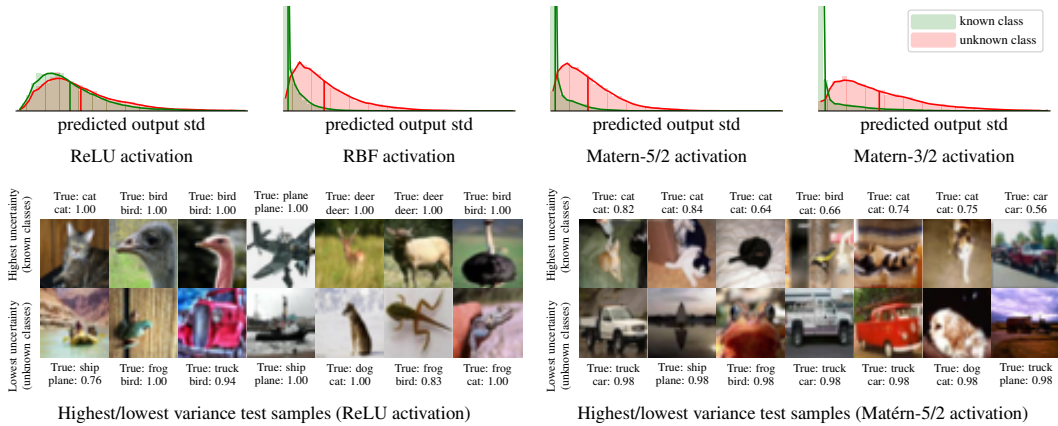 known class
unknown class
predicted output std
predicted output std
predicted output std
predicted output std
ReLU activation
RBF activation
Matern-5/2 activation
Matern-3/2 activation
Highest uncertainty
(known classes)
True: cat
cat: 1.00
True: bird
bird: 1.00
True: bird
bird: 1.00
True: plane
plane: 1.00
True: deer
deer: 1.00
True: deer
deer: 1.00
True: bird
bird: 1.00
Lowest uncertainty
(unknown classes)
True: ship
plane: 0.76
True: frog
bird: 1.00
True: truck
bird: 0.94
True: ship
plane: 1.00
True: dog
cat: 1.00
True: frog
bird: 0.83
True: frog
cat: 1.00
Highest/lowest variance test samples (ReLU activation)
Highest uncertainty
(known classes)
True: cat
cat: 0.82
True: cat
cat: 0.84
True: cat
cat: 0.64
True: bird
bird: 0.66
True: cat
cat: 0.74
True: cat
cat: 0.75
True: car
car: 0.56
Lowest uncertainty
(unknown classes)
True: truck
car: 0.98
True: ship
plane: 0.98
True: frog
bird: 0.98
True: truck
car: 0.98
True: truck
car: 0.98
True: dog
cat: 0.98
True: truck
plane: 0.98
Highest/lowest variance test samples (Matérn-5/2 activation)